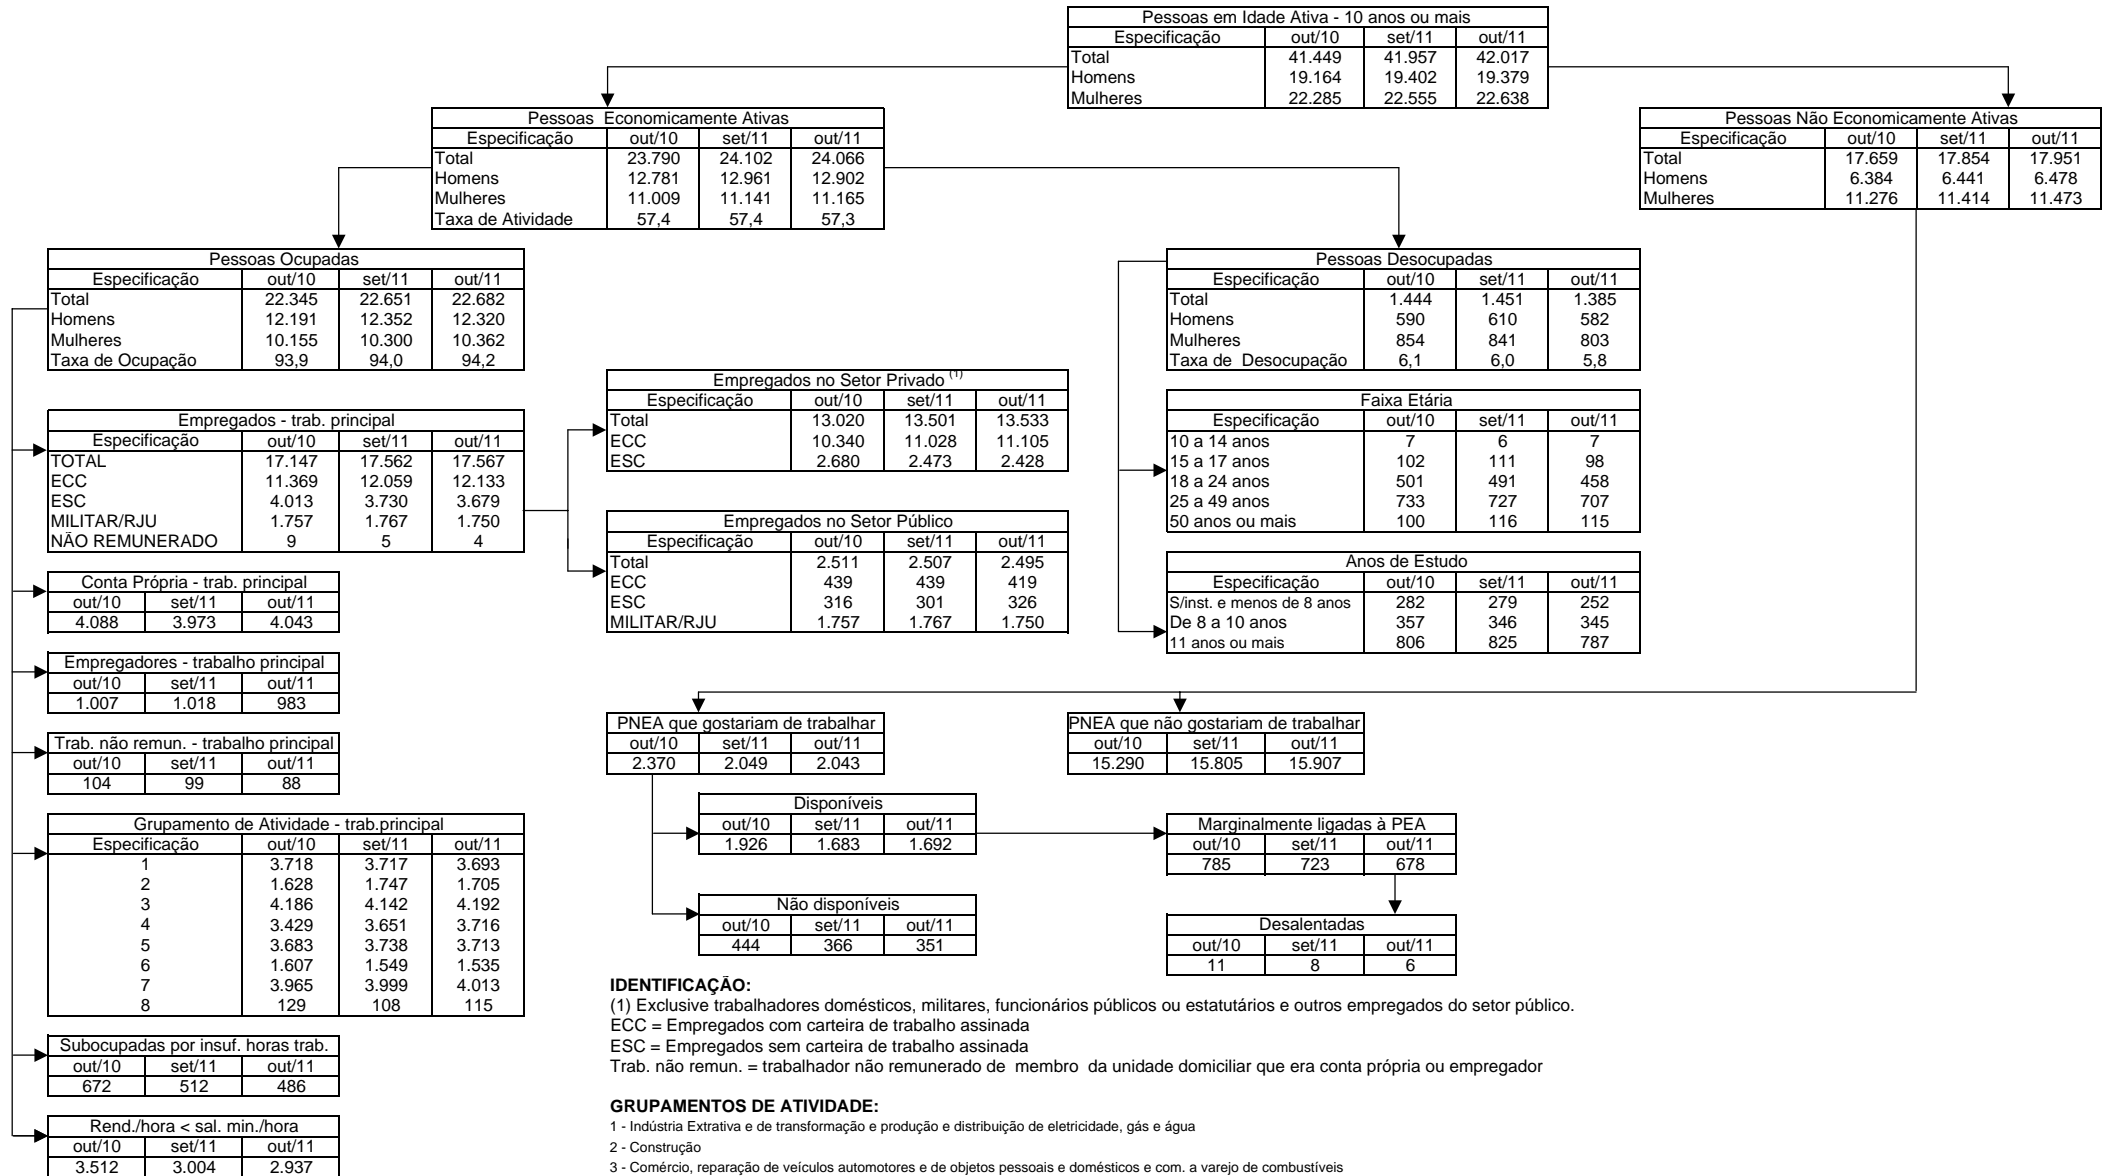 Pessoas em Idade Ativa - 10 anos ou mais
Especificação out/10 set/11 out/11
Total 41.449 41.957 42.017
Homens 19.164 19.402 19.379
Mulheres 22.285 22.555 22.638
Pessoas Economicamente Ativas
Especificação out/10 set/11 out/11
Total 23.790 24.102 24.066
Homens 12.781 12.961 12.902
Mulheres 11.009 11.141 11.165
Taxa de Atividade 57,4 57,4 57,3
Pessoas Não Economicamente Ativas
Especificação out/10 set/11 out/11
Total 17.659 17.854 17.951
Homens 6.384 6.441 6.478
Mulheres 11.276 11.414 11.473
Pessoas Ocupadas
Especificação out/10 set/11 out/11
Total 22.345 22.651 22.682
Homens 12.191 12.352 12.320
Mulheres 10.155 10.300 10.362
Taxa de Ocupação 93,9 94,0 94,2
Pessoas Desocupadas
Especificação out/10 set/11 out/11
Total 1.444 1.451 1.385
Homens 590 610 582
Mulheres 854 841 803
Taxa de Desocupação 6,1 6,0 5,8
Empregados - trab. principal
Especificação out/10 set/11 out/11
TOTAL 17.147 17.562 17.567
ECC 11.369 12.059 12.133
ESC 4.013 3.730 3.679
MILITAR/RJU 1.757 1.767 1.750
NÃO REMUNERADO 9 5 4
Empregados no Setor Privado (1)
Especificação out/10 set/11 out/11
Total 13.020 13.501 13.533
ECC 10.340 11.028 11.105
ESC 2.680 2.473 2.428
Empregados no Setor Público
Especificação out/10 set/11 out/11
Total 2.511 2.507 2.495
ECC 439 439 419
ESC 316 301 326
MILITAR/RJU 1.757 1.767 1.750
Faixa Etária
Especificação out/10 set/11 out/11
10 a 14 anos 7 6 7
15 a 17 anos 102 111 98
18 a 24 anos 501 491 458
25 a 49 anos 733 727 707
50 anos ou mais 100 116 115
Anos de Estudo
Especificação out/10 set/11 out/11
S/inst. e menos de 8 anos 282 279 252
De 8 a 10 anos 357 346 345
11 anos ou mais 806 825 787
Conta Própria - trab. principal
out/10 set/11 out/11
4.088 3.973 4.043
Empregadores - trabalho principal
out/10 set/11 out/11
1.007 1.018 983
Trab. não remun. - trabalho principal
out/10 set/11 out/11
104 99 88
Grupamento de Atividade - trab.principal
Especificação out/10 set/11 out/11
1 3.718 3.717 3.693
2 1.628 1.747 1.705
3 4.186 4.142 4.192
4 3.429 3.651 3.716
5 3.683 3.738 3.713
6 1.607 1.549 1.535
7 3.965 3.999 4.013
8 129 108 115
Subocupadas por insuf. horas trab.
out/10 set/11 out/11
672 512 486
Rend./hora < sal. min./hora
out/10 set/11 out/11
3.512 3.004 2.937
PNEA que gostariam de trabalhar
out/10 set/11 out/11
2.370 2.049 2.043
PNEA que não gostariam de trabalhar
out/10 set/11 out/11
15.290 15.805 15.907
Disponíveis
out/10 set/11 out/11
1.926 1.683 1.692
Marginalmente ligadas à PEA
out/10 set/11 out/11
785 723 678
Não disponíveis
out/10 set/11 out/11
444 366 351
Desalentadas
out/10 set/11 out/11
11 8 6
IDENTIFICAÇÃO:
(1) Exclusive trabalhadores domésticos, militares, funcionários públicos ou estatutários e outros empregados do setor público.
ECC = Empregados com carteira de trabalho assinada
ESC = Empregados sem carteira de trabalho assinada
Trab. não remun. = trabalhador não remunerado de membro da unidade domiciliar que era conta própria ou empregador
GRUPAMENTOS DE ATIVIDADE:
1 - Indústria Extrativa e de transformação e produção e distribuição de eletricidade, gás e água
2 - Construção
3 - Comércio, reparação de veículos automotores e de objetos pessoais e domésticos e com. a varejo de combustíveis